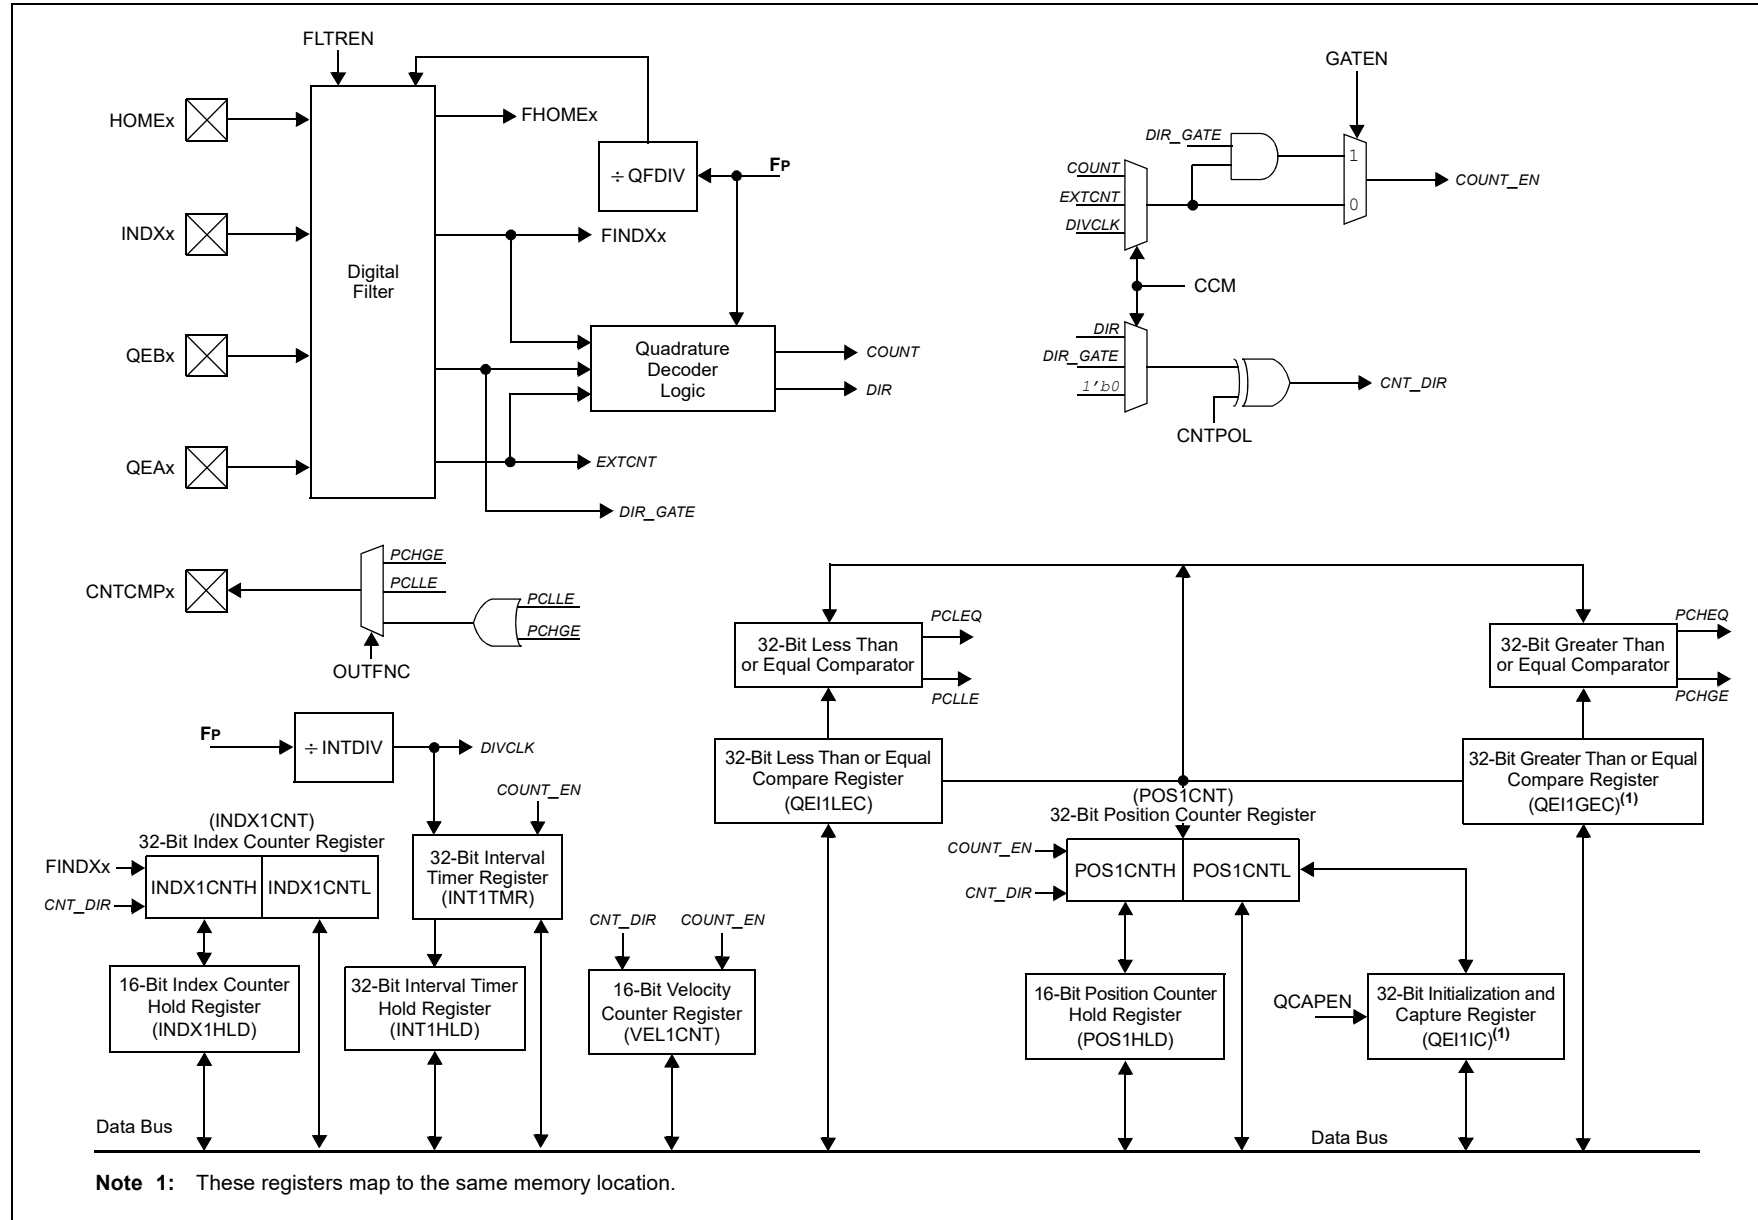 FLTREN
GATEN
HOMEx
FHOMEx
DIR_GATE
1
÷ QFDIV
FP
COUNT
COUNT_EN
EXTCNT
0
INDXx
FINDXx
DIVCLK
Digital
Filter
CCM
DIR
QEBx
Quadrature
Decoder
Logic
COUNT
DIR
DIR_GATE
1'b0
CNT_DIR
CNTPOL
QEAx
EXTCNT
DIR_GATE
PCHGE
PCLLE
CNTCMPx
PCLLE
PCHGE
OUTFNC
32-Bit Less Than
or Equal Comparator
PCLEQ
PCLLE
32-Bit Greater Than
or Equal Comparator
PCHEQ
PCHGE
FP
÷ INTDIV
DIVCLK
32-Bit Less Than or Equal
Compare Register
(QEI1LEC)
32-Bit Greater Than or Equal
Compare Register
(QEI1GEC)(1)
COUNT_EN
(POS1CNT)
32-Bit Position Counter Register
(INDX1CNT)
32-Bit Index Counter Register
FINDXx
CNT_DIR
INDX1CNTH
INDX1CNTL
32-Bit Interval
Timer Register
(INT1TMR)
COUNT_EN
CNT_DIR
POS1CNTH
POS1CNTL
CNT_DIR
COUNT_EN
16-Bit Index Counter
Hold Register
(INDX1HLD)
32-Bit Interval Timer
Hold Register
(INT1HLD)
16-Bit Velocity
Counter Register
(VEL1CNT)
16-Bit Position Counter
Hold Register
(POS1HLD)
QCAPEN
32-Bit Initialization and
Capture Register
(QEI1IC)(1)
Data Bus
Data Bus
Note 1: These registers map to the same memory location.